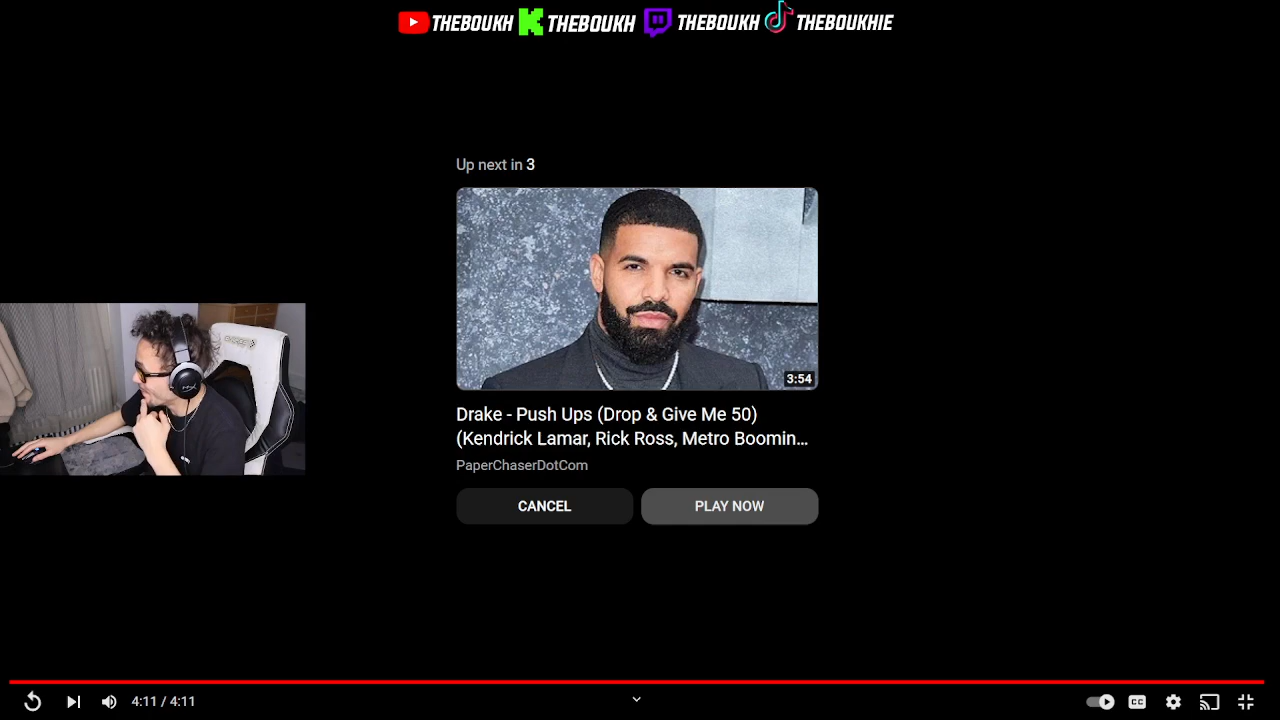 THEBOUKH THEBOUKH THEBOUKH THEBOUKHIE
Up next in 3
3:54
Drake - Push Ups (Drop & Give Me 50)
(Kendrick Lamar, Rick Ross, Metro Boomin...
PaperChaserDotCom
CANCEL PLAY NOW
4:11 / 4:11 CC